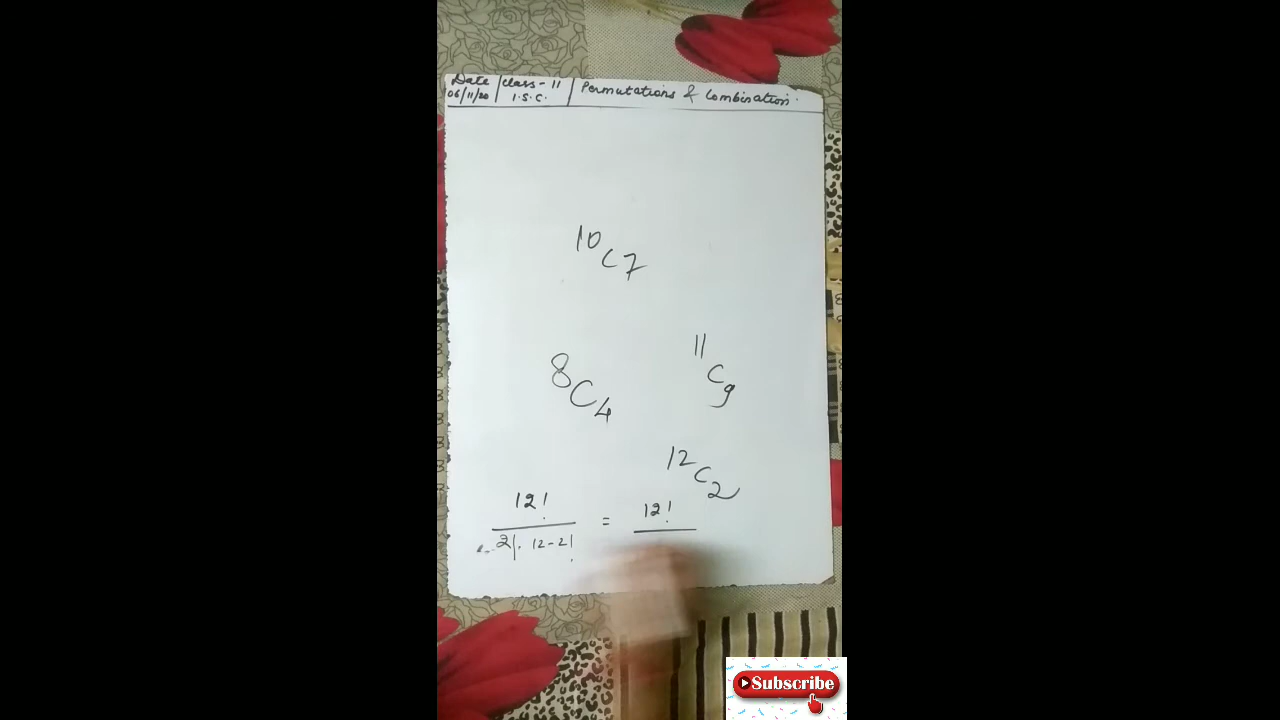 Date | Class - 11 | Permutations & Combination.
06/11/20 | I.S.C.
¹⁰C₇
¹¹C₉
⁸C₄
¹²C₂
12! = 12!
2!. 12-2!
Subscribe